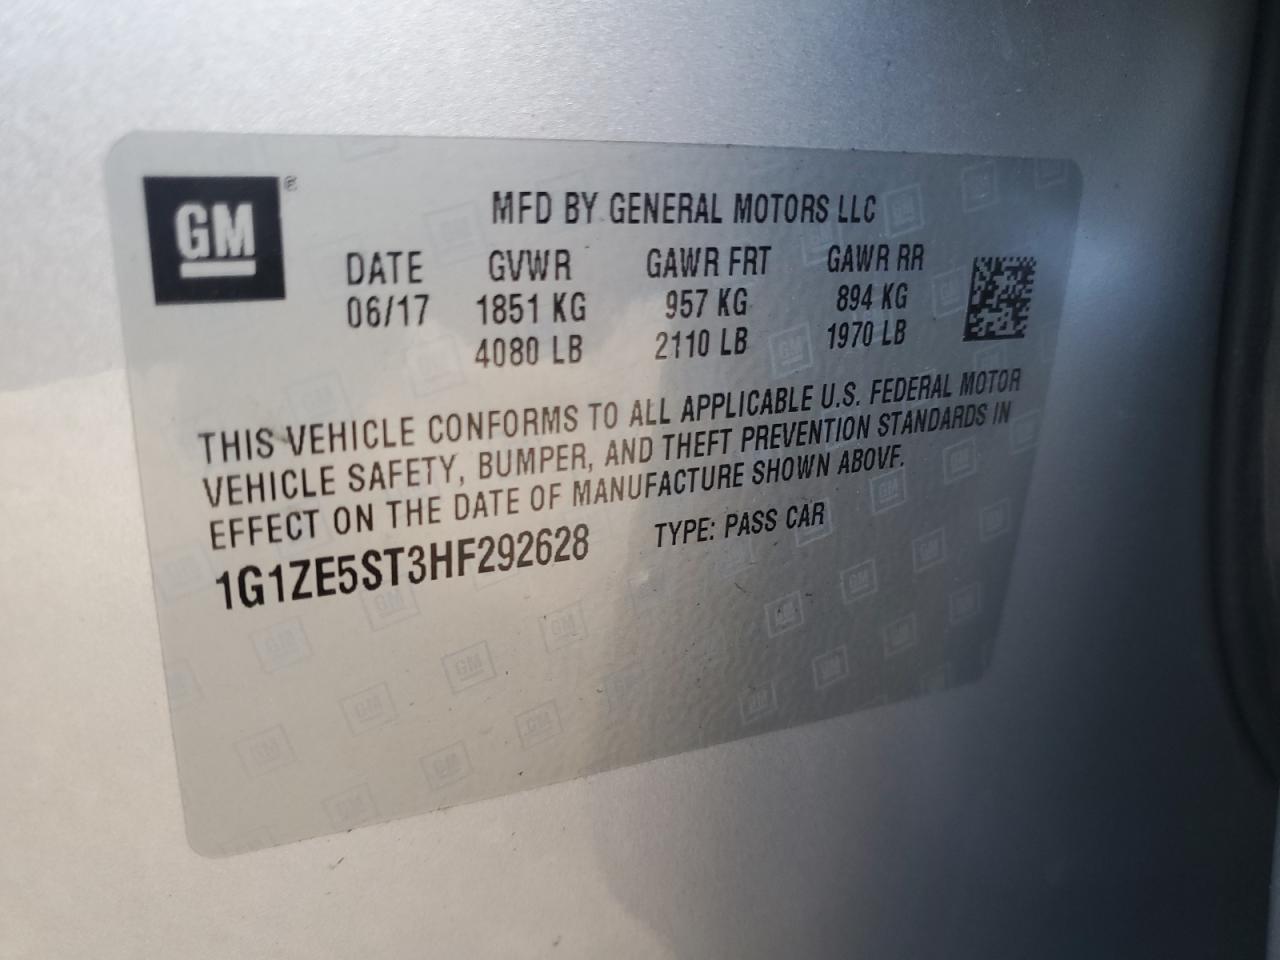 GM
MFD BY GENERAL MOTORS LLC
DATE GVWR GAWR FRT GAWR RR
06/17 1851 KG 957 KG 894 KG
4080 LB 2110 LB 1970 LB
THIS VEHICLE CONFORMS TO ALL APPLICABLE U.S. FEDERAL MOTOR
VEHICLE SAFETY, BUMPER, AND THEFT PREVENTION STANDARDS IN
EFFECT ON THE DATE OF MANUFACTURE SHOWN ABOVE.
1G1ZE5ST3HF292628 TYPE: PASS CAR